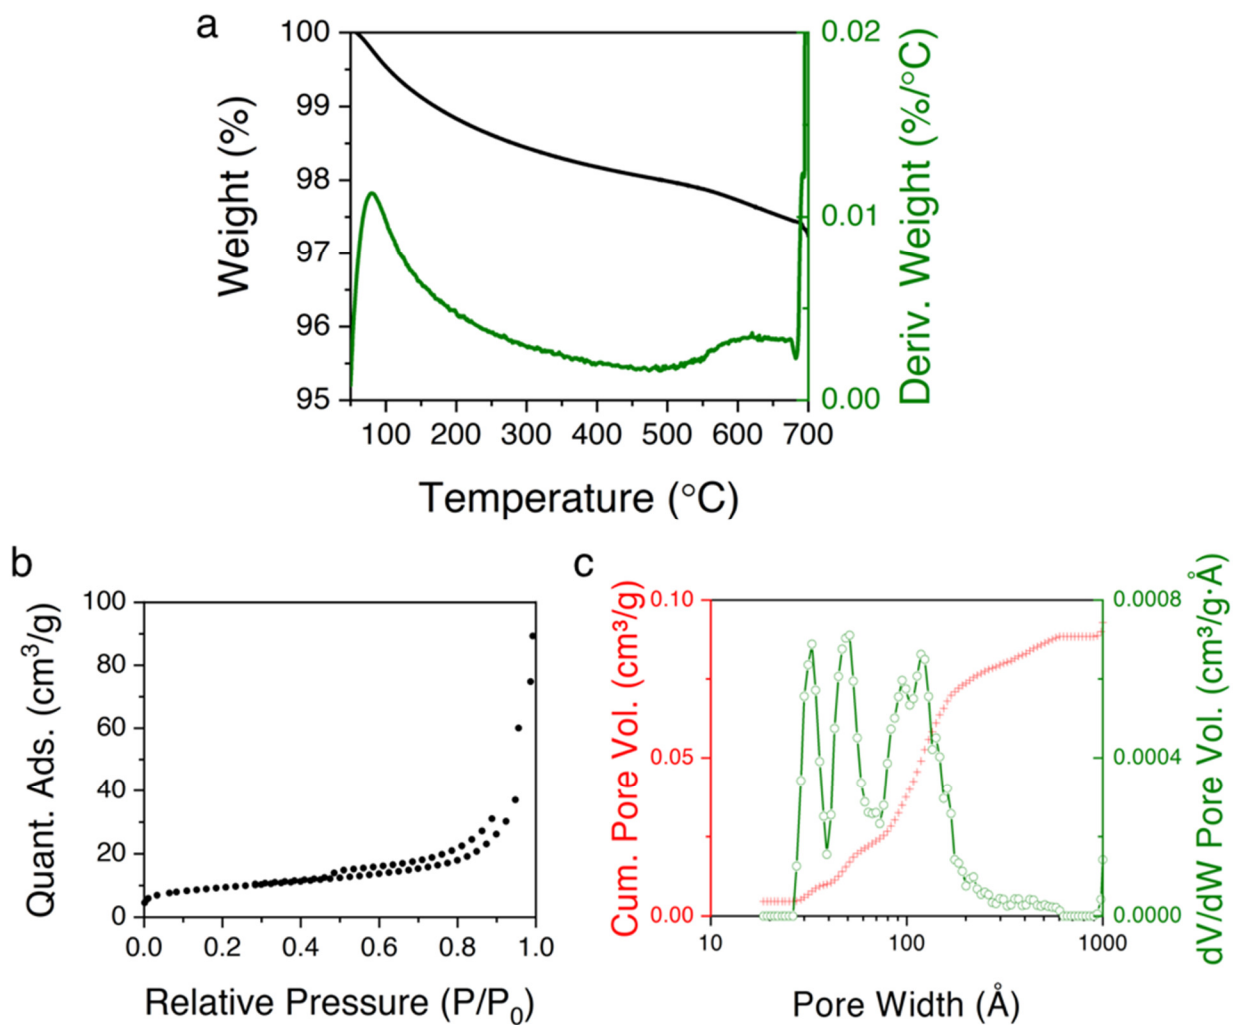 a
100
99
98
97
96
95
Weight (%)
0.02
0.01
0.00
Deriv. Weight (%/°C)
100 200 300 400 500 600 700
Temperature (°C)
b
100
80
60
40
20
0
Quant. Ads. (cm³/g)
0.0 0.2 0.4 0.6 0.8 1.0
Relative Pressure (P/P₀)
c
0.10
0.05
0.00
Cum. Pore Vol. (cm³/g)
0.0008
0.0004
0.0000
dV/dW Pore Vol. (cm³/g·Å)
10 100 1000
Pore Width (Å)